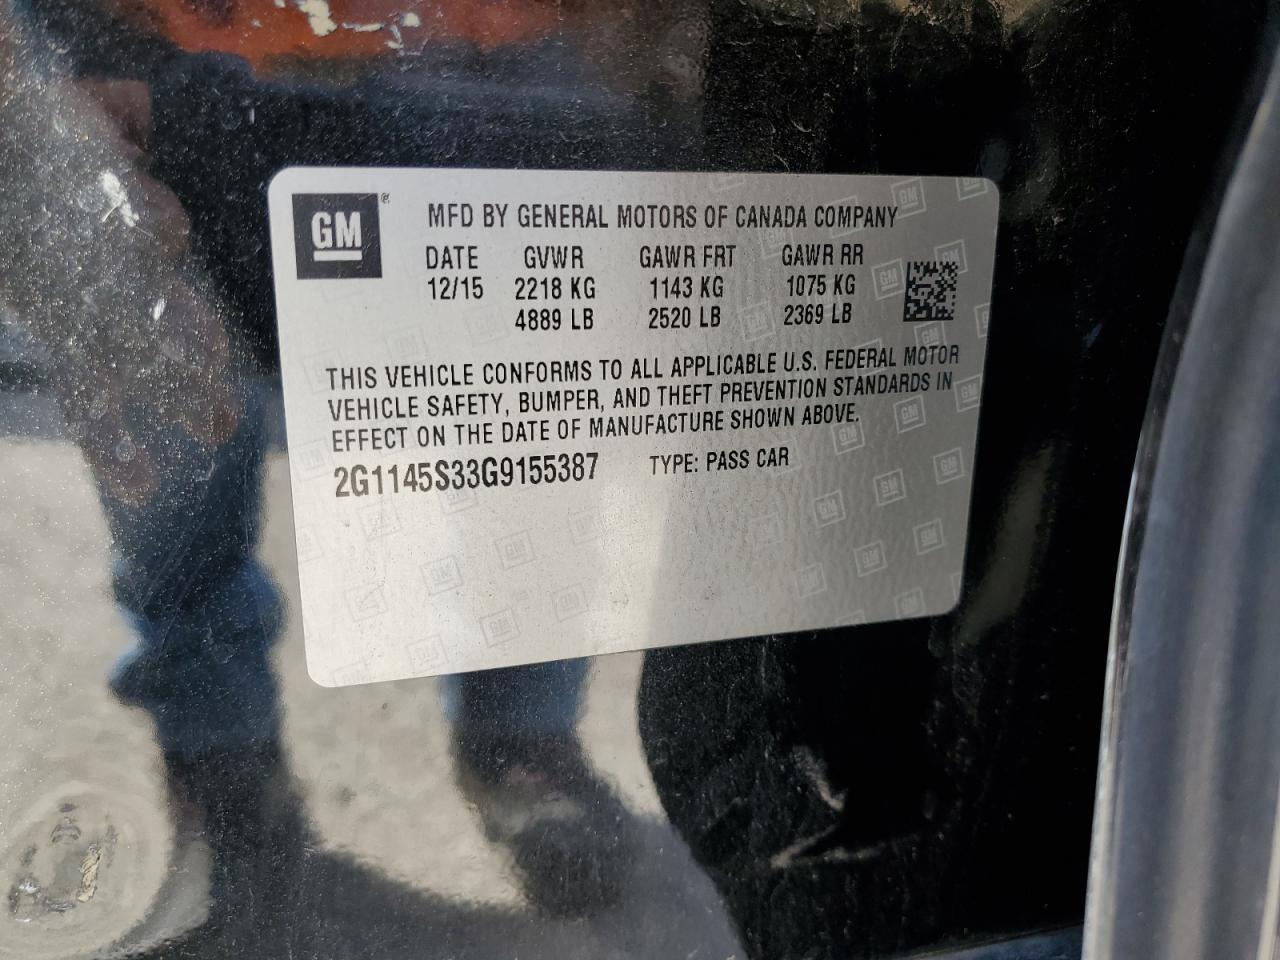 GM ®
MFD BY GENERAL MOTORS OF CANADA COMPANY
DATE GVWR GAWR FRT GAWR RR
12/15 2218 KG 1143 KG 1075 KG
4889 LB 2520 LB 2369 LB
THIS VEHICLE CONFORMS TO ALL APPLICABLE U.S. FEDERAL MOTOR
VEHICLE SAFETY, BUMPER, AND THEFT PREVENTION STANDARDS IN
EFFECT ON THE DATE OF MANUFACTURE SHOWN ABOVE.
2G1145S33G9155387 TYPE: PASS CAR